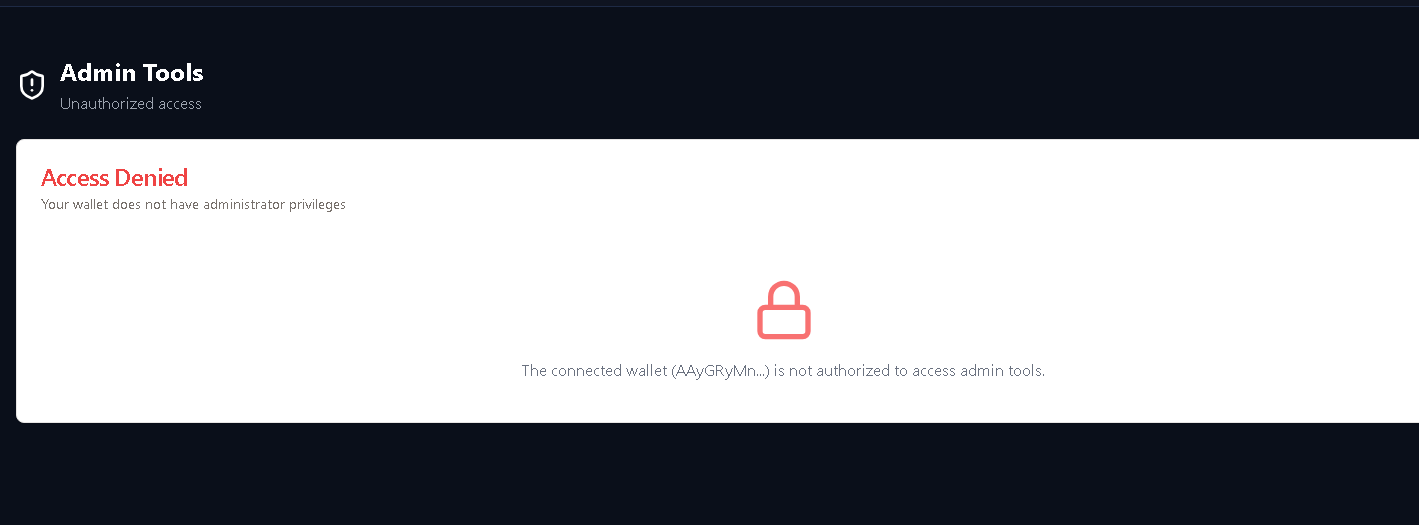 Admin Tools
Unauthorized access
Access Denied
Your wallet does not have administrator privileges
The connected wallet (AAyGRyMn...) is not authorized to access admin tools.